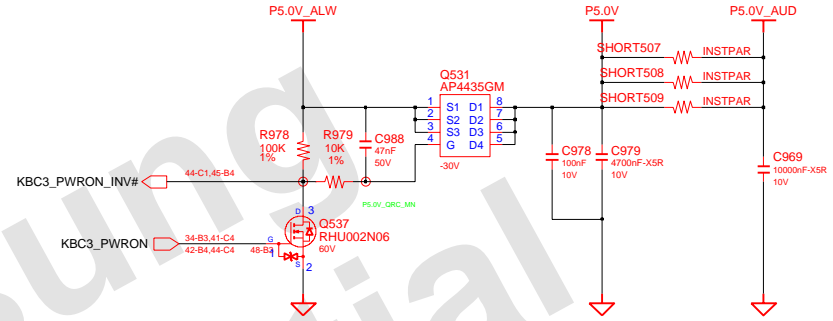 P5.0V_ALW
P5.0V
P5.0V_AUD
SHORT507
INSTPAR
SHORT508
INSTPAR
SHORT509
INSTPAR
Q531
AP4435GM
1 S1 D1 8
2 S2 D2 7
3 S3 D3 6
4 G D4 5
-30V
R978
100K
1%
R979
10K
1%
C988
47nF
50V
C978
100nF
10V
C979
4700nF-X5R
10V
C969
10000nF-X5R
10V
KBC3_PWRON_INV#
44-C1,45-B4
P5.0V_QRC_MN
D 3
Q537
RHU002N06
60V
KBC3_PWRON
34-B3,41-C4
42-B4,44-C4
G
1
S 2
sung
tial